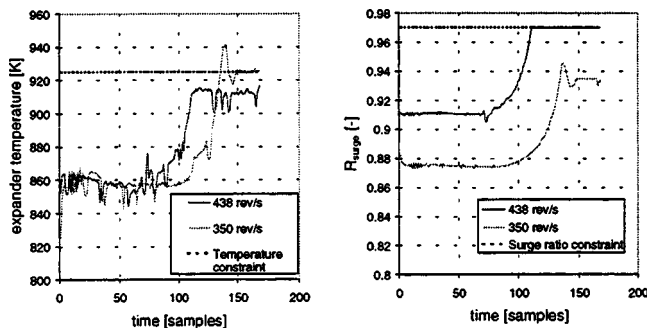 expander temperature [K]
960
940
920
900
880
860
840
820
800
438 rev/s
350 rev/s
Temperature
constraint
0
50
100
150
200
time [samples]
R_surge [-]
0.98
0.96
0.94
0.92
0.9
0.88
0.86
0.84
0.82
0.8
438 rev/s
350 rev/s
Surge ratio constraint
0
50
100
150
200
time [samples]